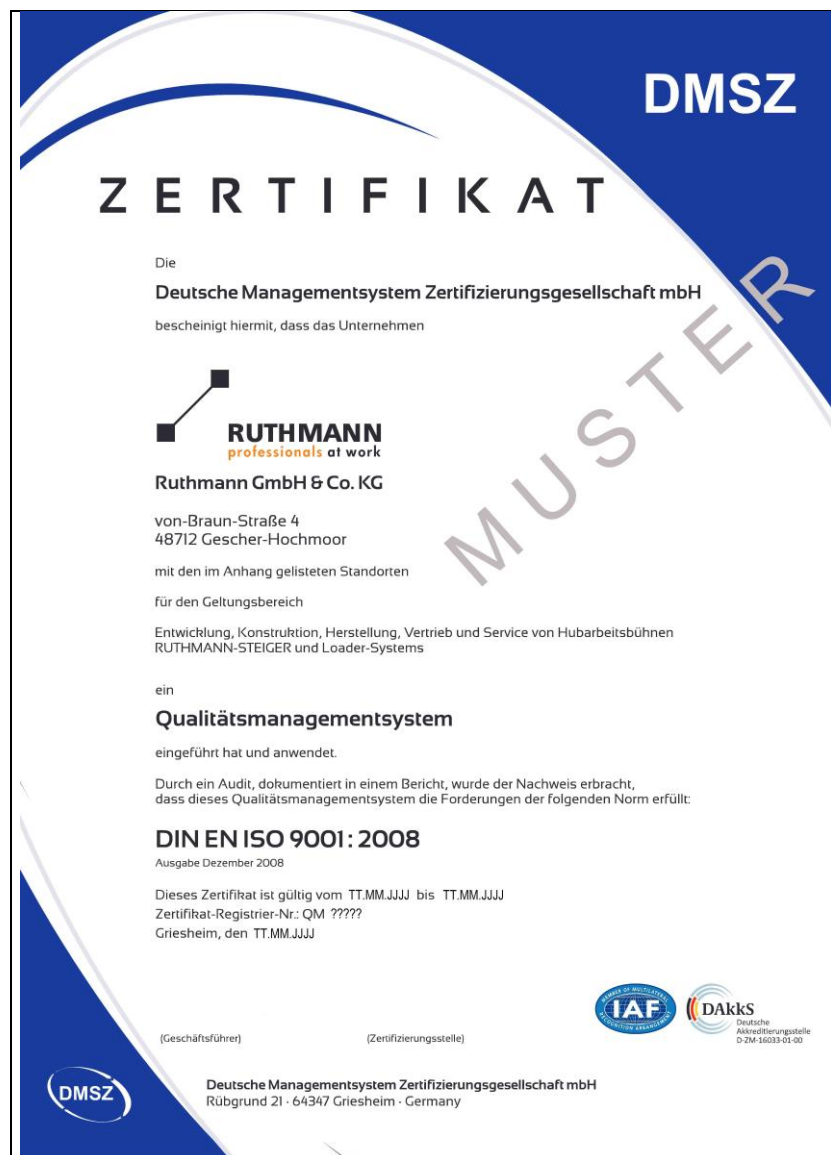 DMSZ
ZERTIFIKAT
Die
Deutsche Managementsystem Zertifizierungsgesellschaft mbH
bescheinigt hiermit, dass das Unternehmen
MUSTER
RUTHMANN
professionals at work
Ruthmann GmbH & Co. KG
von-Braun-Straße 4
48712 Gescher-Hochmoor
mit den im Anhang gelisteten Standorten
für den Geltungsbereich
Entwicklung, Konstruktion, Herstellung, Vertrieb und Service von Hubarbeitsbühnen
RUTHMANN-STEIGER und Loader-Systems
ein
Qualitätsmanagementsystem
eingeführt hat und anwendet.
Durch ein Audit, dokumentiert in einem Bericht, wurde der Nachweis erbracht,
dass dieses Qualitätsmanagementsystem die Forderungen der folgenden Norm erfüllt:
DIN EN ISO 9001 : 2008
Ausgabe Dezember 2008
Dieses Zertifikat ist gültig vom TT.MM.JJJJ bis TT.MM.JJJJ
Zertifikat-Registrier-Nr.: QM ?????
Griesheim, den TT.MM.JJJJ
MEMBER OF MULTILATERAL
IAF
RECOGNITION ARRANGEMENT
DAkkS
Deutsche
Akkreditierungsstelle
D-ZM-16033-01-00
(Geschäftsführer)
(Zertifizierungsstelle)
DMSZ
Deutsche Managementsystem Zertifizierungsgesellschaft mbH
Rübgrund 21 · 64347 Griesheim · Germany